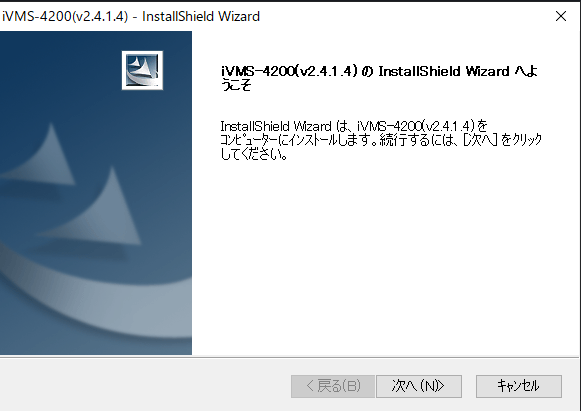 iVMS-4200(v2.4.1.4) - InstallShield Wizard
iVMS-4200(v2.4.1.4) の InstallShield Wizard へよ
うこそ
InstallShield Wizard は、iVMS-4200(v2.4.1.4) を
コンピューターにインストールします。続行するには、[次へ] をクリック
してください。
< 戻る(B)
次へ (N)>
キャンセル